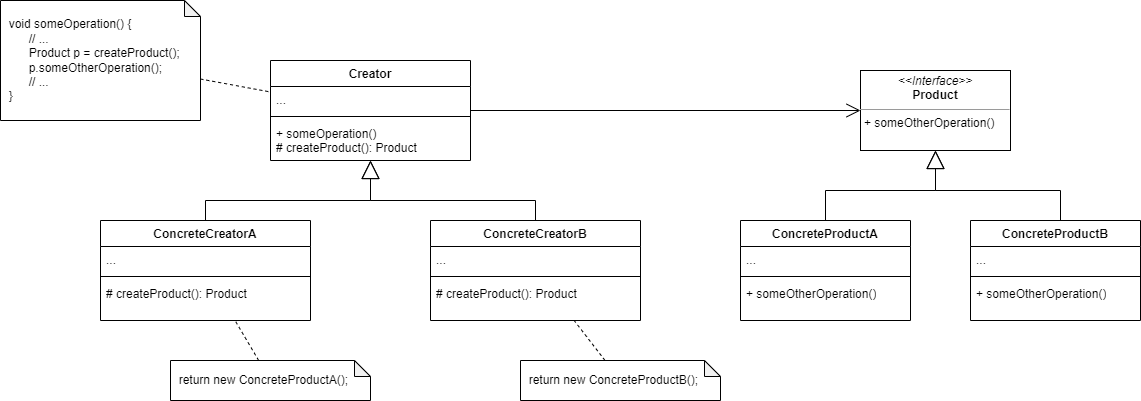 void someOperation() {
// ...
Product p = createProduct();
p.someOtherOperation();
// ...
}
Creator
...
+ someOperation()
# createProduct(): Product
<<Interface>>
Product
+ someOtherOperation()
ConcreteCreatorA
...
# createProduct(): Product
ConcreteCreatorB
...
# createProduct(): Product
ConcreteProductA
...
+ someOtherOperation()
ConcreteProductB
...
+ someOtherOperation()
return new ConcreteProductA();
return new ConcreteProductB();